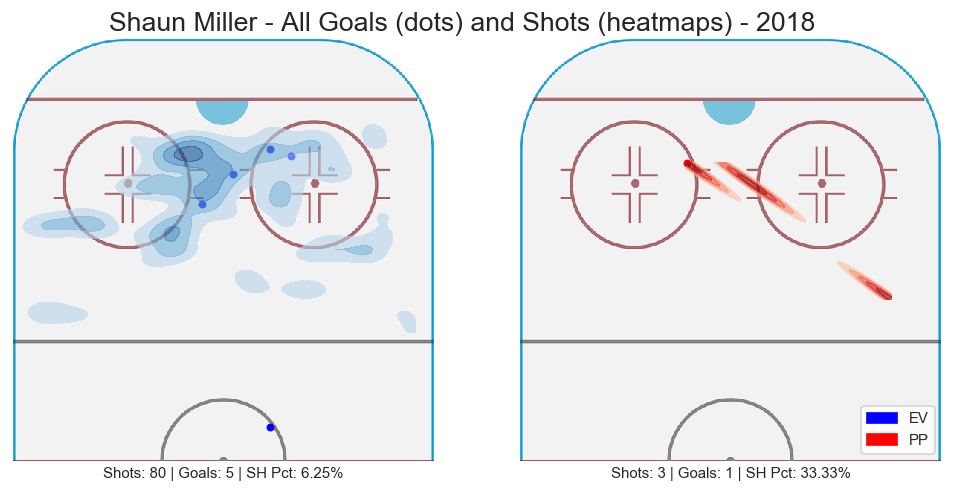 Shaun Miller - All Goals (dots) and Shots (heatmaps) - 2018
EV
PP
Shots: 80 | Goals: 5 | SH Pct: 6.25%
Shots: 3 | Goals: 1 | SH Pct: 33.33%